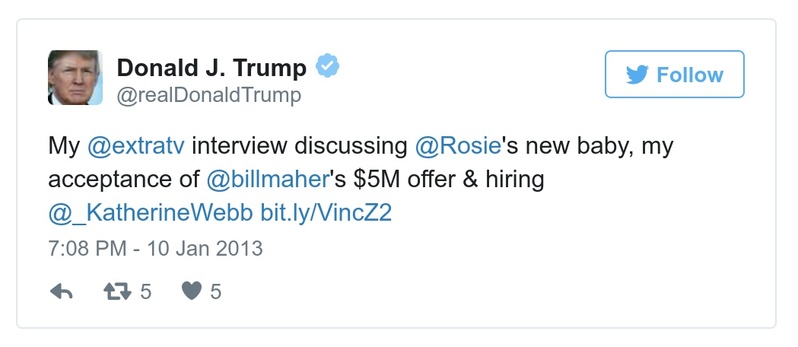 Donald J. Trump
@realDonaldTrump
Follow
My @extratv interview discussing @Rosie's new baby, my
acceptance of @billmaher's $5M offer & hiring
@_KatherineWebb bit.ly/VincZ2
7:08 PM - 10 Jan 2013
5 5